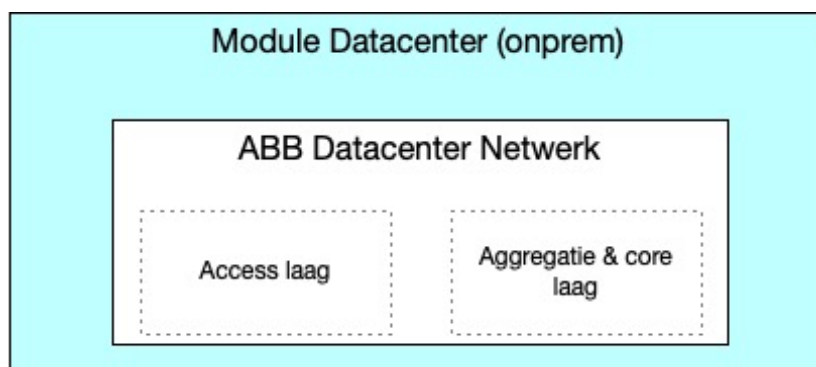 Module Datacenter (onprem)
ABB Datacenter Netwerk
Access laag
Aggregatie & core
laag